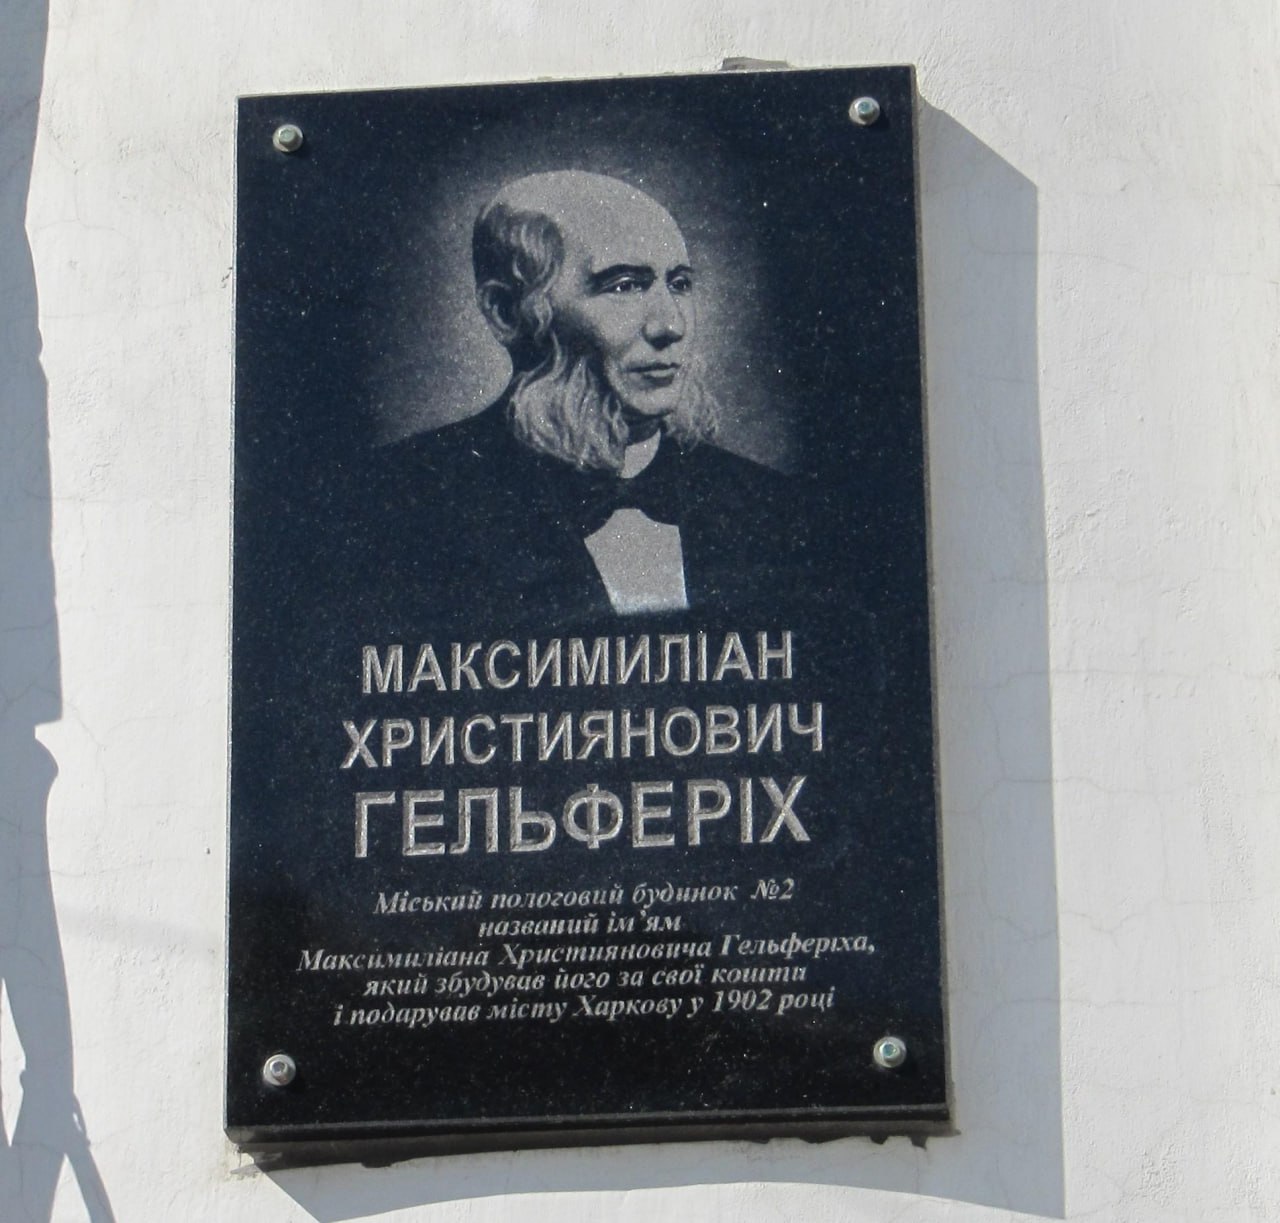 МАКСИМИЛІАН
ХРИСТИЯНОВИЧ
ГЕЛЬФЕРІХ
Міський пологовий будинок №2
названий ім'ям
Максимиліана Християновича Гельферіха,
який збудував його за свої кошти
і подарував місту Харкову у 1902 році